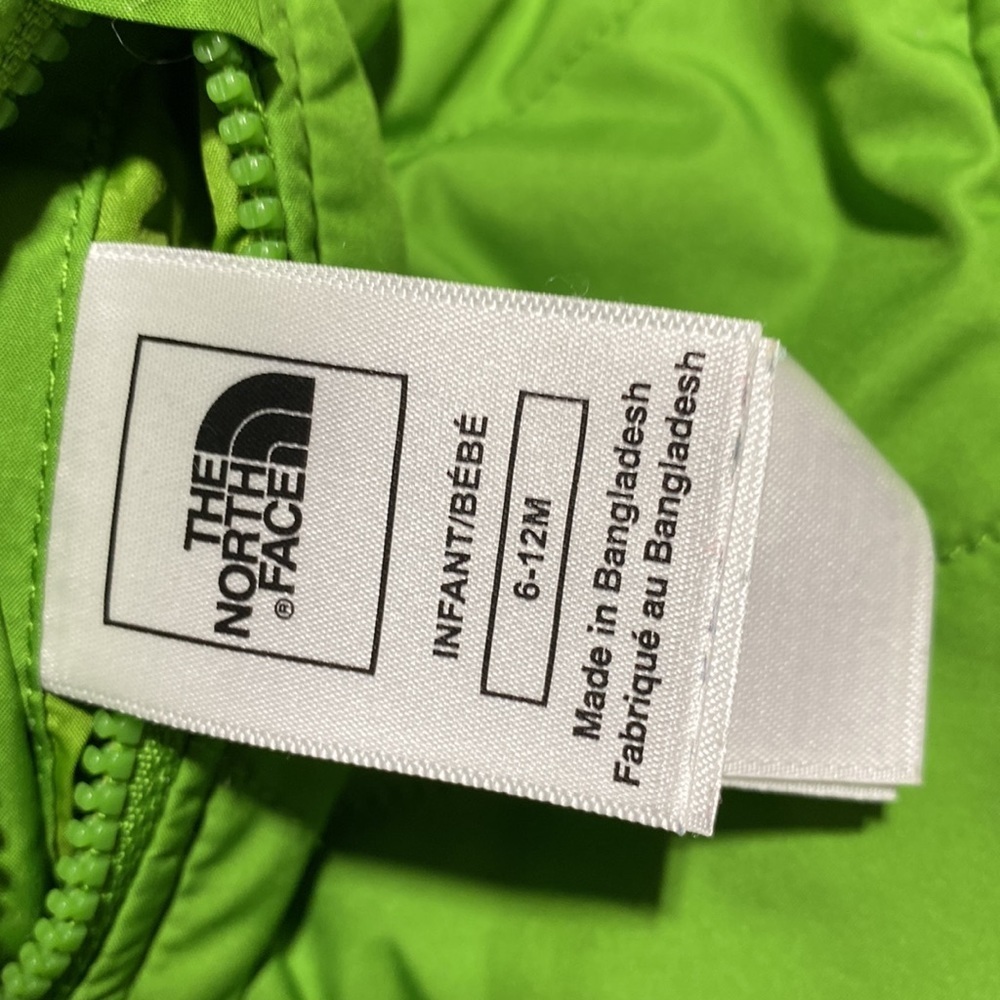 THE
NORTH
®FACE
INFANT/BÉBÉ
6-12M
Made in Bangladesh
Fabriqué au Bangladesh